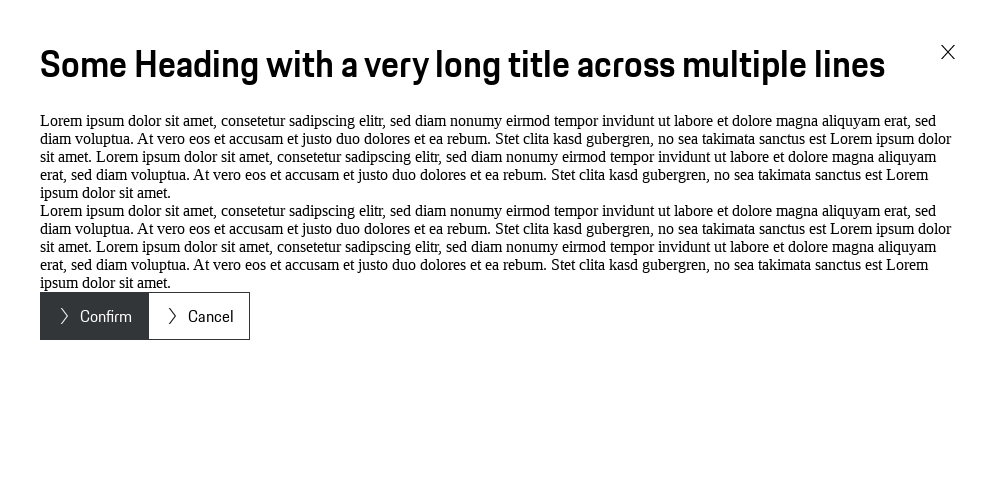 Some Heading with a very long title across multiple lines
Lorem ipsum dolor sit amet, consetetur sadipscing elitr, sed diam nonumy eirmod tempor invidunt ut labore et dolore magna aliquyam erat, sed
diam voluptua. At vero eos et accusam et justo duo dolores et ea rebum. Stet clita kasd gubergren, no sea takimata sanctus est Lorem ipsum dolor
sit amet. Lorem ipsum dolor sit amet, consetetur sadipscing elitr, sed diam nonumy eirmod tempor invidunt ut labore et dolore magna aliquyam
erat, sed diam voluptua. At vero eos et accusam et justo duo dolores et ea rebum. Stet clita kasd gubergren, no sea takimata sanctus est Lorem
ipsum dolor sit amet.
Lorem ipsum dolor sit amet, consetetur sadipscing elitr, sed diam nonumy eirmod tempor invidunt ut labore et dolore magna aliquyam erat, sed
diam voluptua. At vero eos et accusam et justo duo dolores et ea rebum. Stet clita kasd gubergren, no sea takimata sanctus est Lorem ipsum dolor
sit amet. Lorem ipsum dolor sit amet, consetetur sadipscing elitr, sed diam nonumy eirmod tempor invidunt ut labore et dolore magna aliquyam
erat, sed diam voluptua. At vero eos et accusam et justo duo dolores et ea rebum. Stet clita kasd gubergren, no sea takimata sanctus est Lorem
ipsum dolor sit amet.
Confirm Cancel